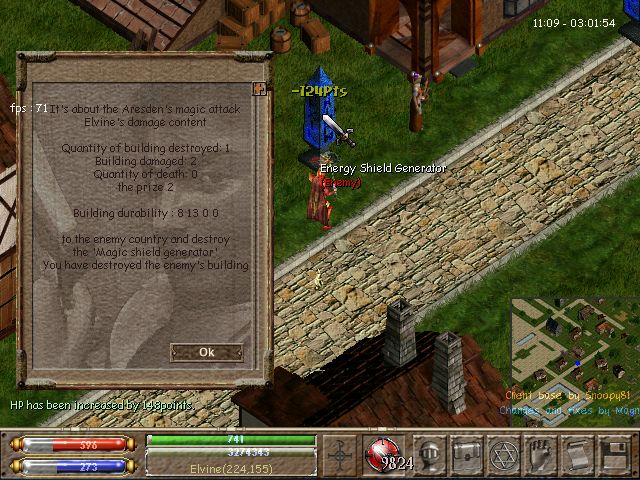 11:09 - 03:01:54
fps : 71
It's about the Aresden's magic attack
Elvine's damage content
Quantity of building destroyed: 1
Building damaged: 2
Quantity of death: 0
the prize 2
Building durability : 8 13 0 0
to the enemy country and destroy
the 'Magic shield generator'
You have destroyed the enemy's building
Ok
-124Pts
Energy Shield Generator
(Enemy)
Client base by Snoopy81
Changes and fixes by Magn
HP has been increased by 148points.
596
741
273
Elvine(224,155)
9824